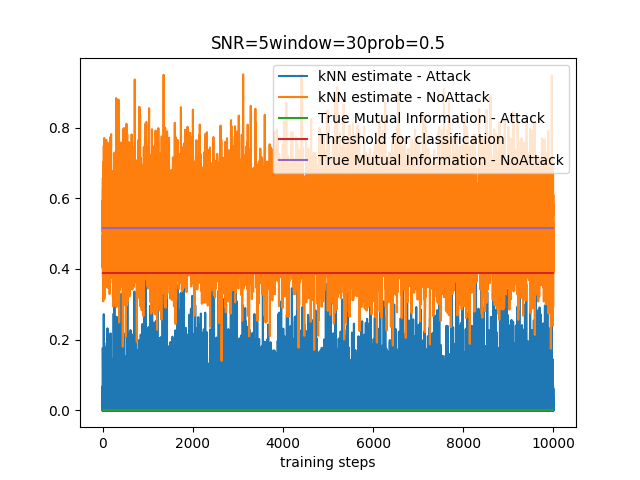 SNR=5window=30prob=0.5
kNN estimate - Attack
kNN estimate - NoAttack
True Mutual Information - Attack
Threshold for classification
True Mutual Information - NoAttack
0.8
0.6
0.4
0.2
0.0
0 2000 4000 6000 8000 10000
training steps